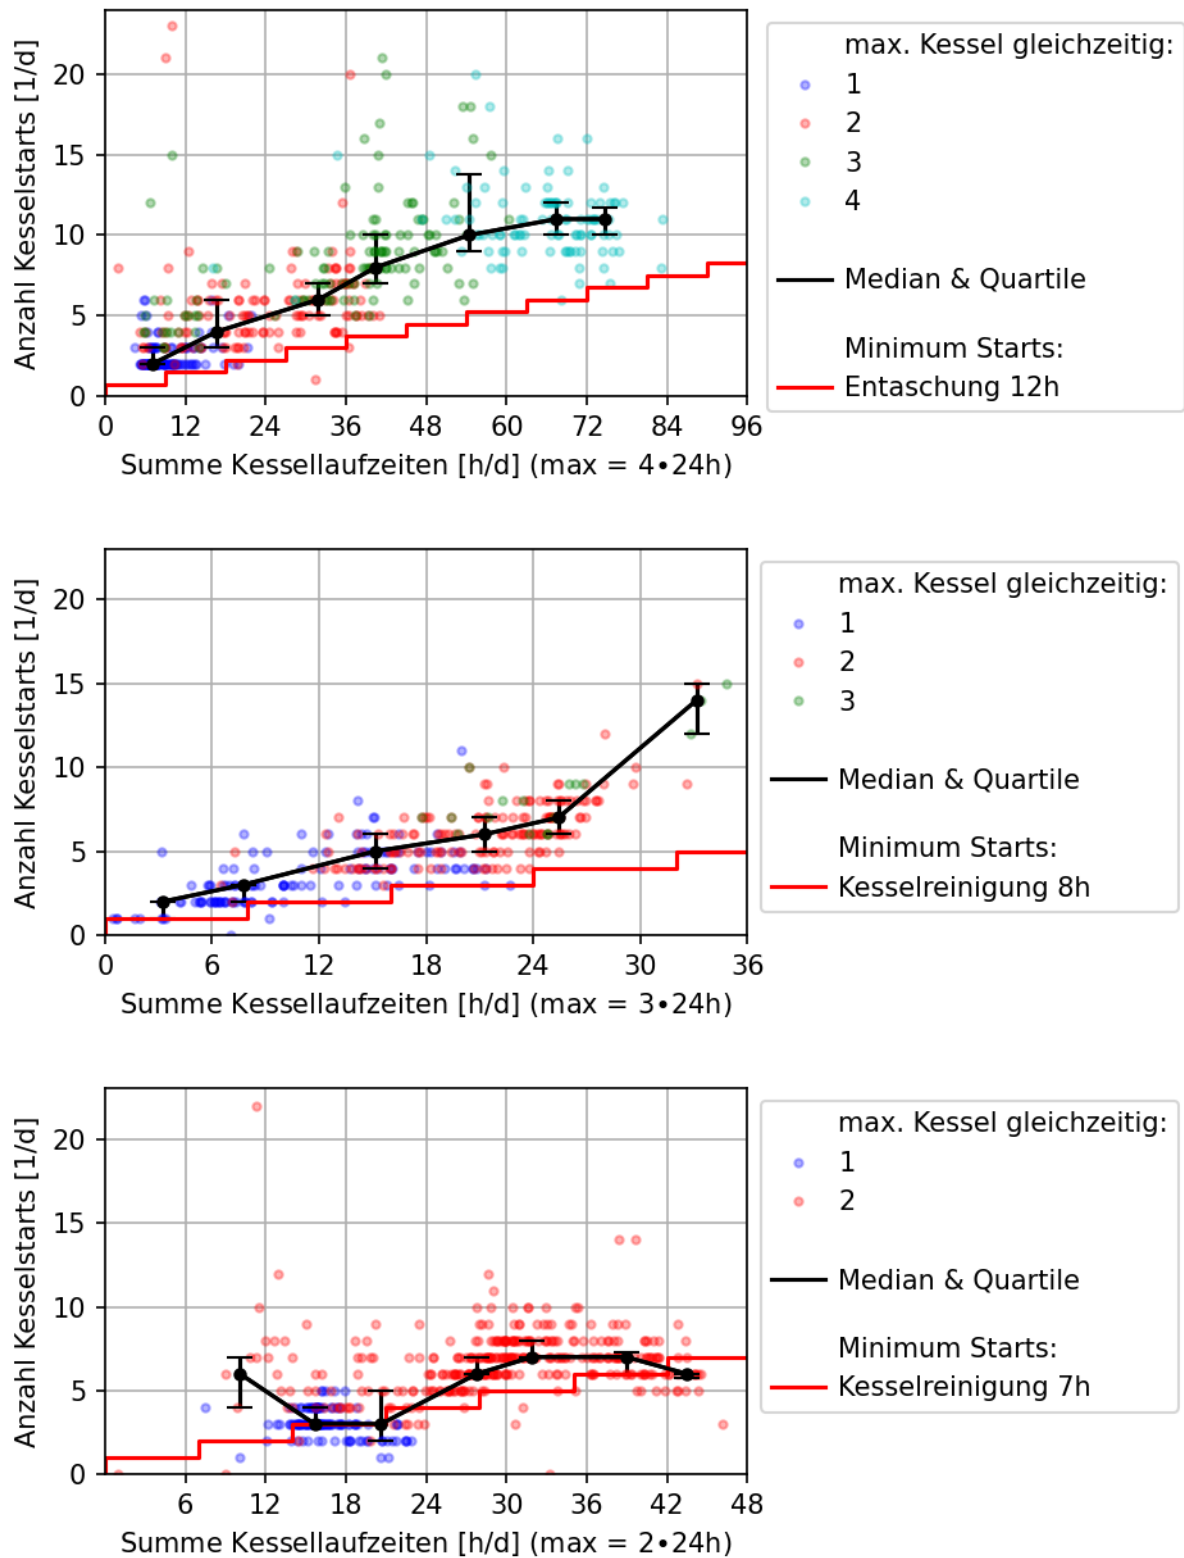 Anzahl Kesselstarts [1/d]
20
15
10
5
0
0 12 24 36 48 60 72 84 96
Summe Kessellaufzeiten [h/d] (max = 4•24h)
max. Kessel gleichzeitig:
1
2
3
4
Median & Quartile
Minimum Starts:
Entaschung 12h
Anzahl Kesselstarts [1/d]
20
15
10
5
0
0 6 12 18 24 30 36
Summe Kessellaufzeiten [h/d] (max = 3•24h)
max. Kessel gleichzeitig:
1
2
3
Median & Quartile
Minimum Starts:
Kesselreinigung 8h
Anzahl Kesselstarts [1/d]
20
15
10
5
0
6 12 18 24 30 36 42 48
Summe Kessellaufzeiten [h/d] (max = 2•24h)
max. Kessel gleichzeitig:
1
2
Median & Quartile
Minimum Starts:
Kesselreinigung 7h